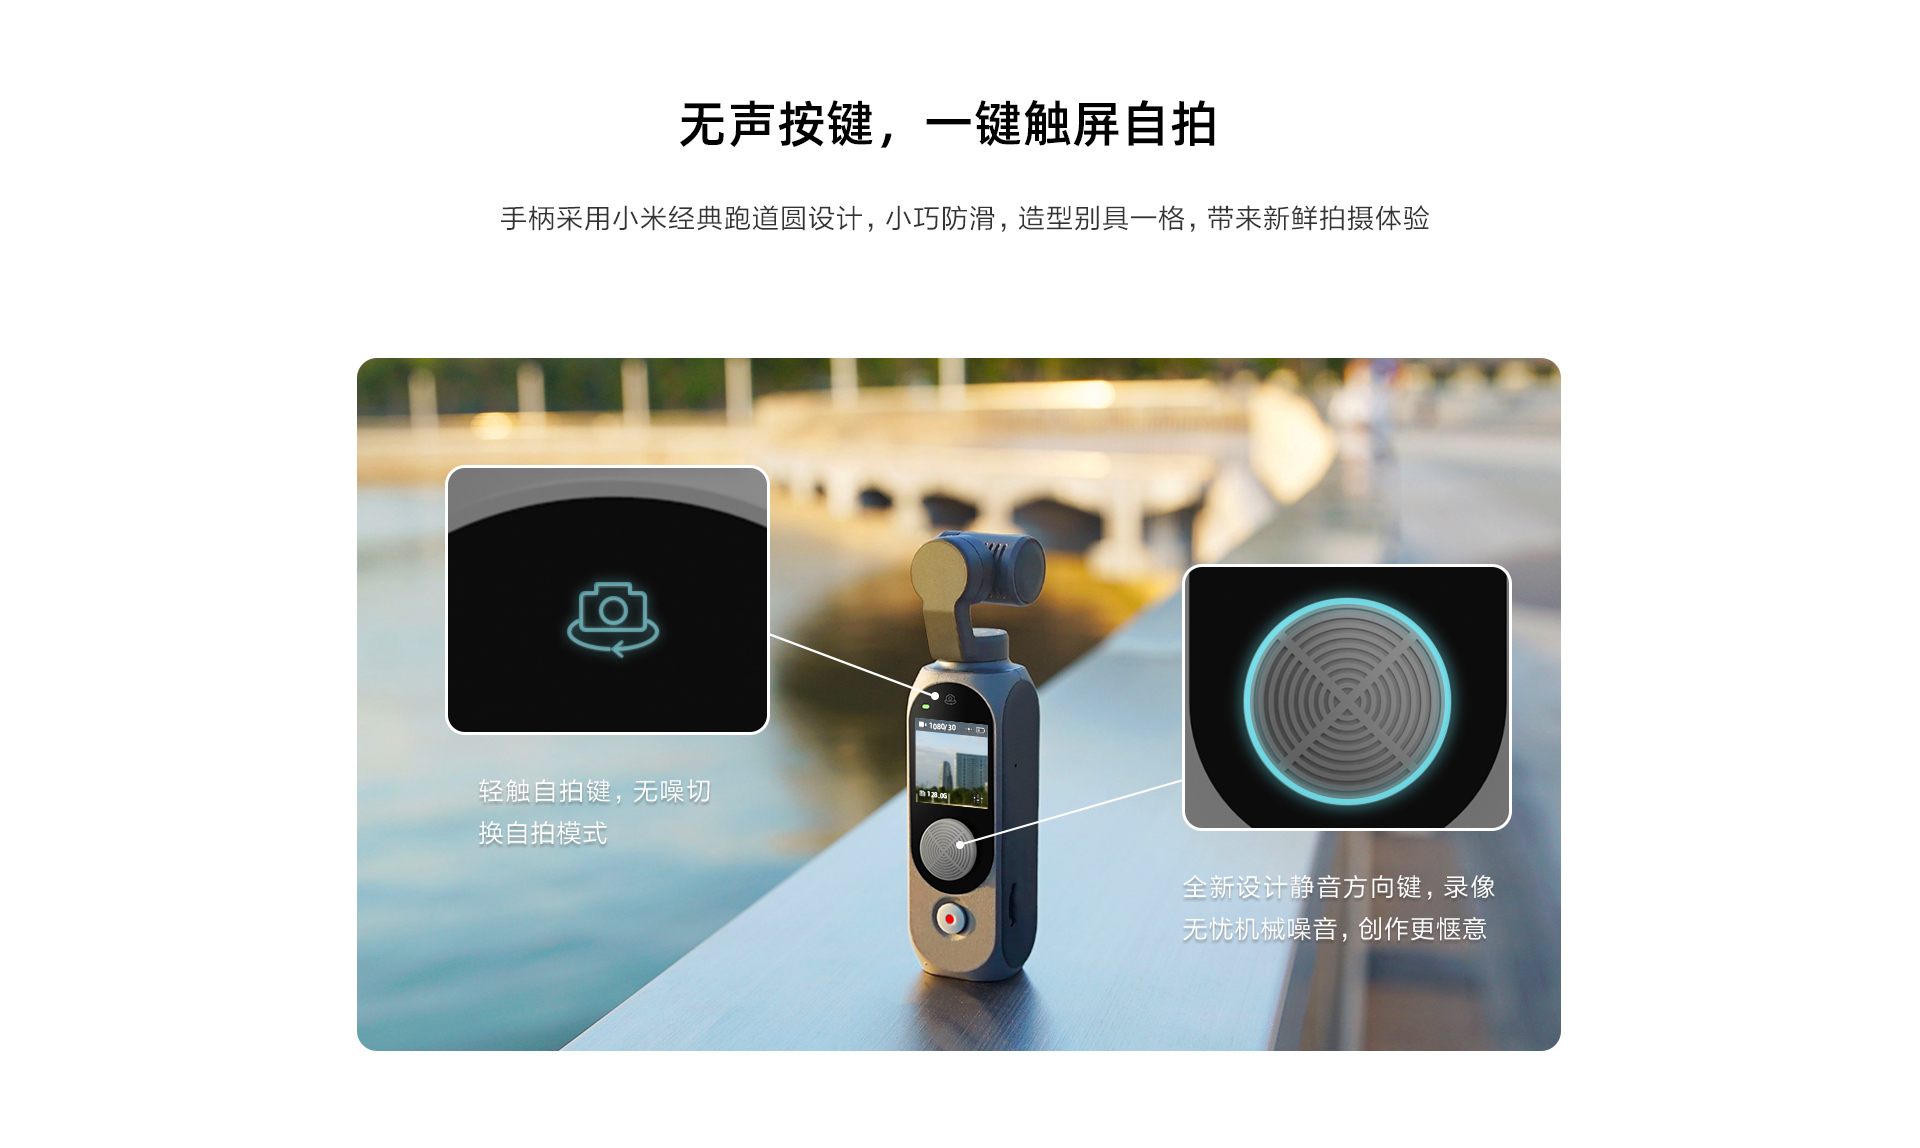 无声按键，一键触屏自拍
手柄采用小米经典跑道圆设计，小巧防滑，造型别具一格，带来新鲜拍摄体验
轻触自拍键，无噪切
换自拍模式
1080/30
128.0G
全新设计静音方向键，录像
无忧机械噪音，创作更惬意